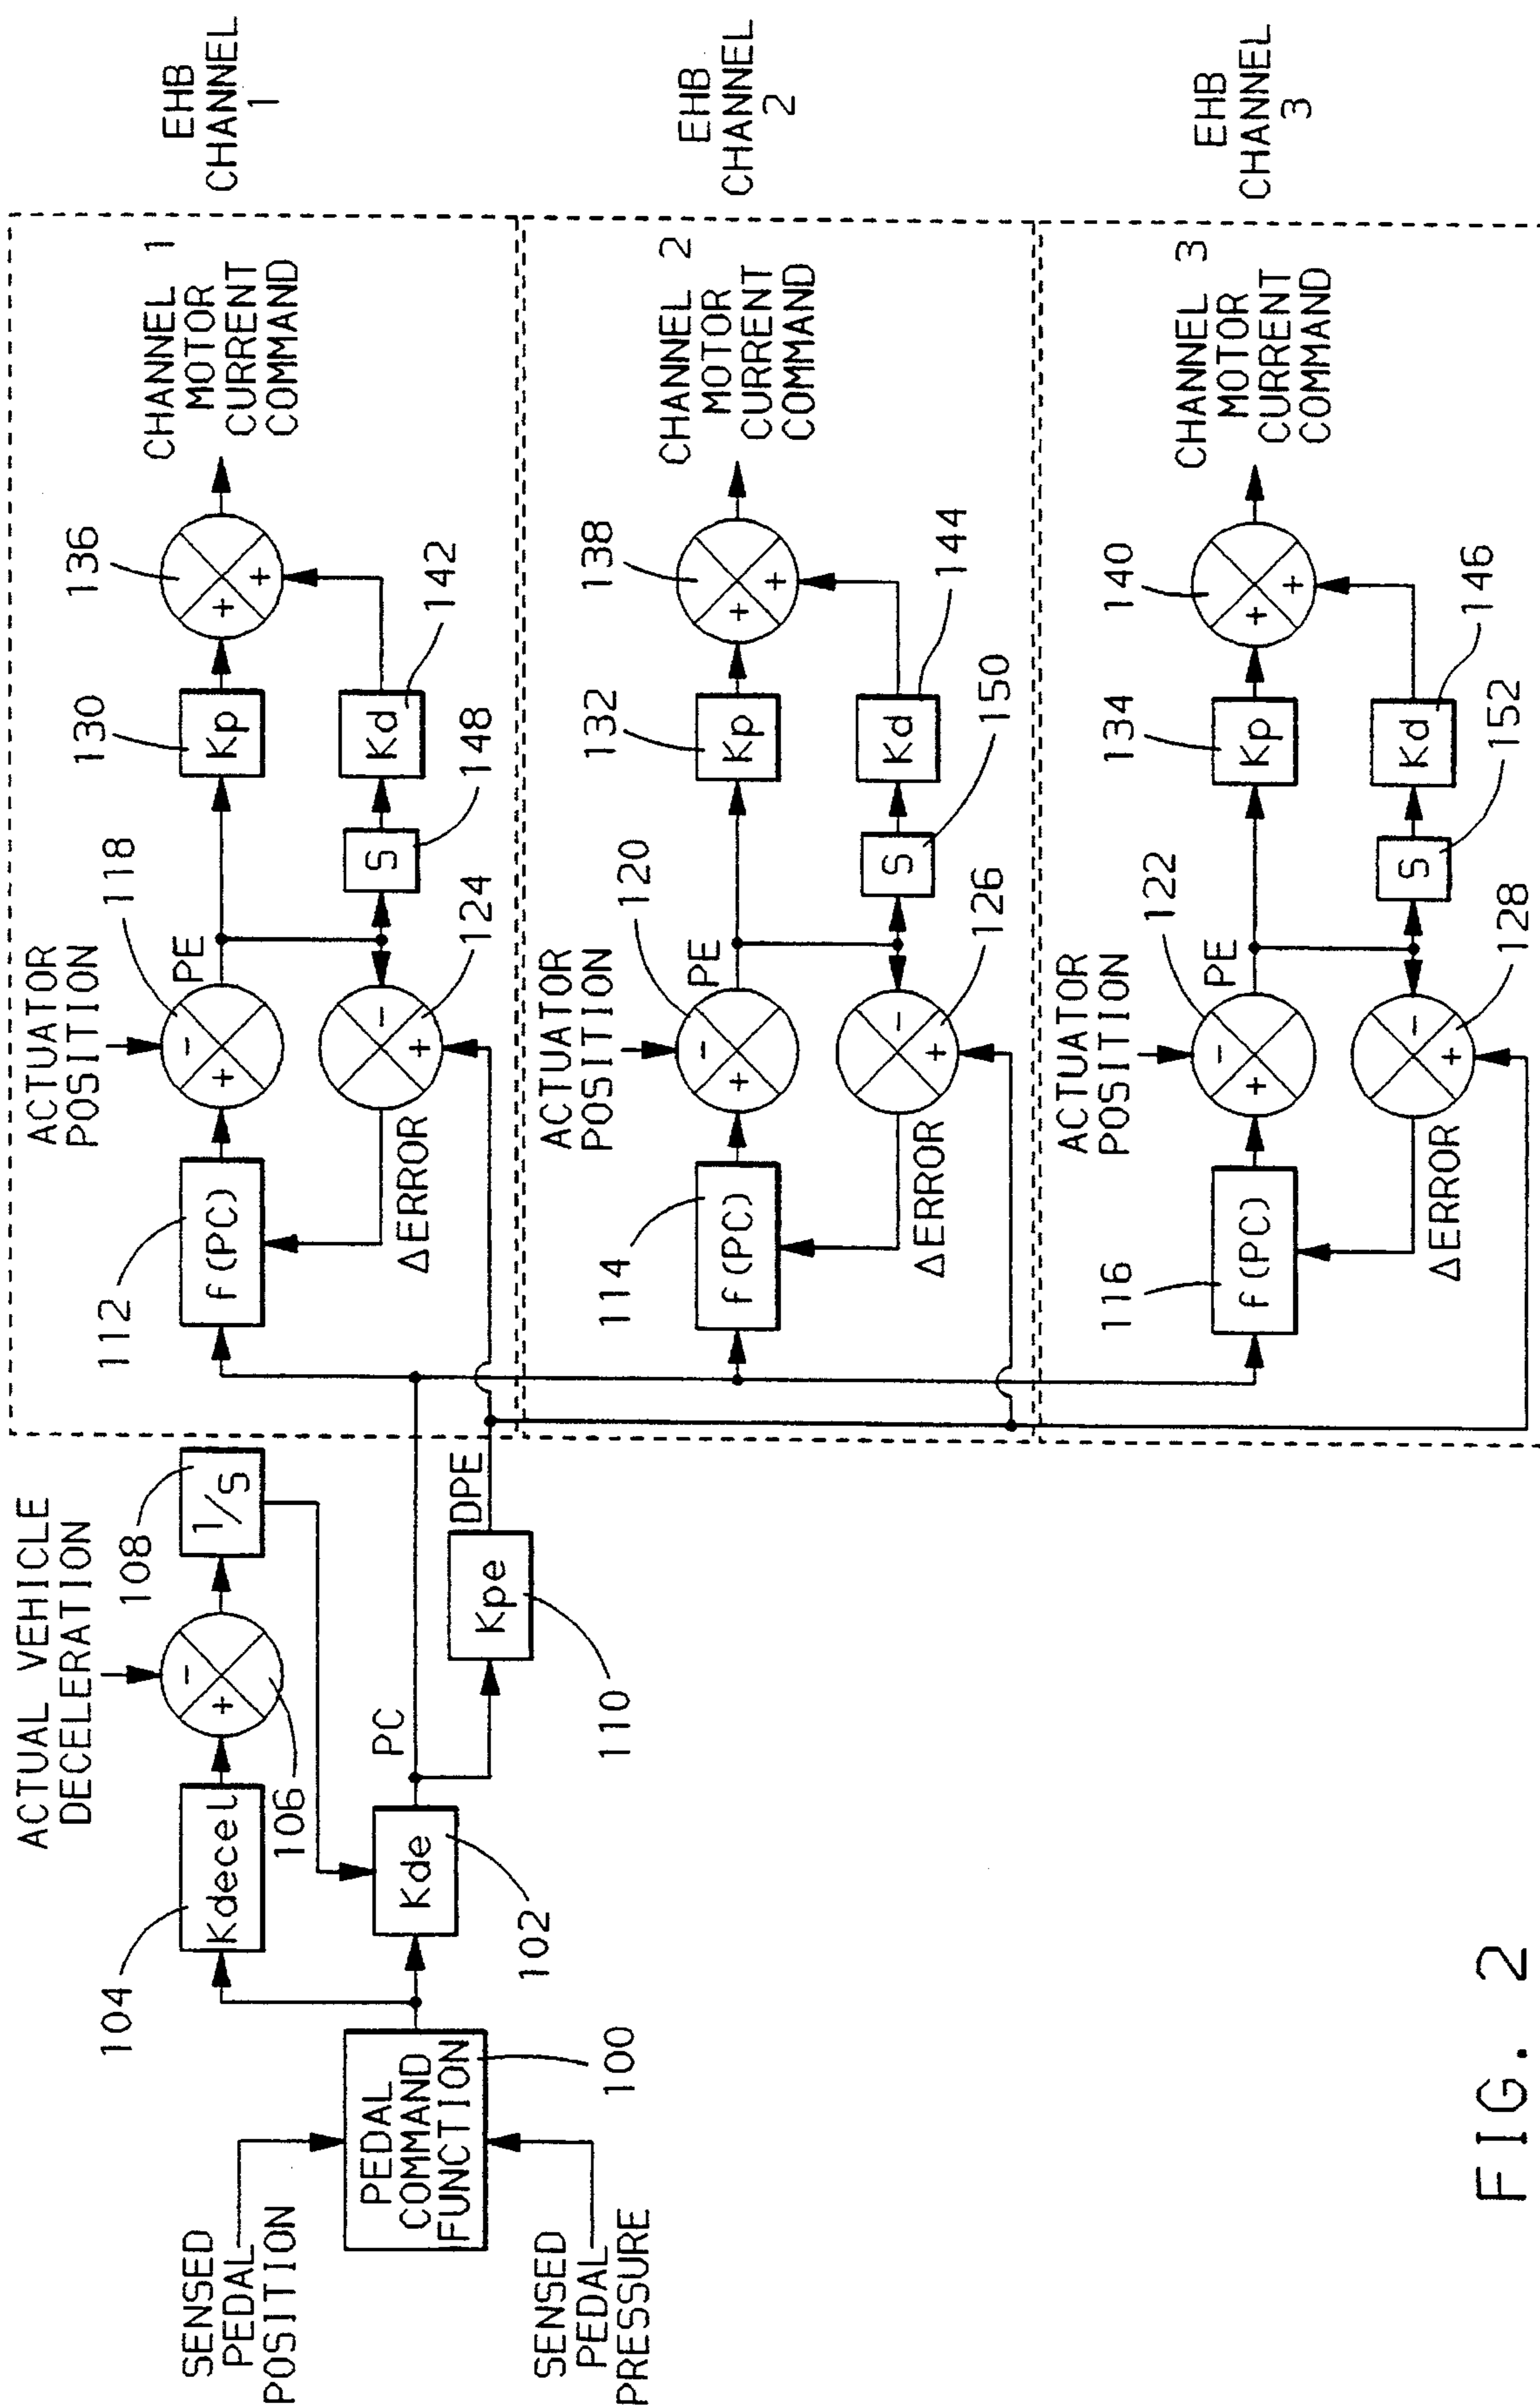 SENSED
PEDAL
POSITION
SENSED
PEDAL
PRESSURE
PEDAL
COMMAND
FUNCTION
100
104
Kdecel
Kde
102
ACTUAL VEHICLE
DECELERATION
+
-
106
108
1/s
PC
Kpe
110
DPE
112
f(PC)
ACTUATOR
POSITION
118
+
-
PE
ΔERROR
-
+
124
S
148
130
Kp
Kd
142
136
+
+
CHANNEL 1
MOTOR
CURRENT
COMMAND
EHB
CHANNEL
1
114
f(PC)
ACTUATOR
POSITION
120
+
-
PE
ΔERROR
-
+
126
S
150
132
Kp
Kd
144
138
+
+
CHANNEL 2
MOTOR
CURRENT
COMMAND
EHB
CHANNEL
2
116
f(PC)
ACTUATOR
POSITION
122
+
-
PE
ΔERROR
-
+
128
S
152
134
Kp
Kd
146
140
+
+
CHANNEL 3
MOTOR
CURRENT
COMMAND
EHB
CHANNEL
3
FIG. 2